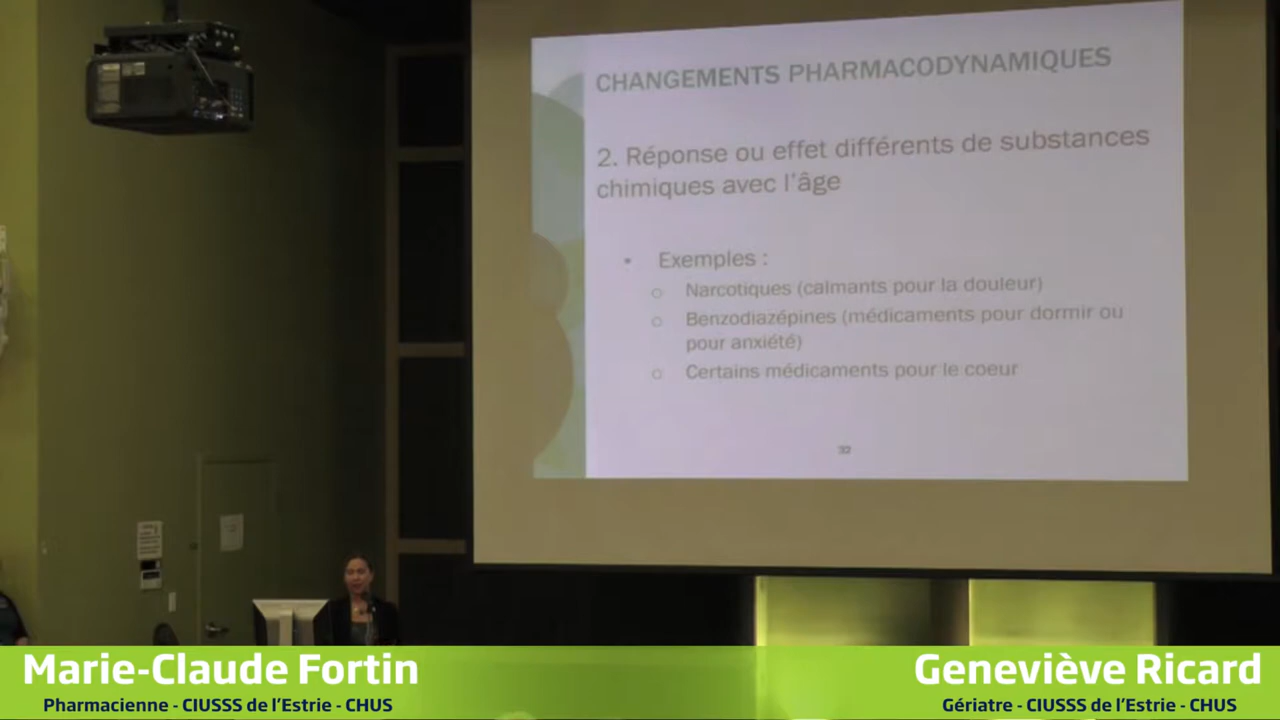 CHANGEMENTS PHARMACODYNAMIQUES
2. Réponse ou effet différents de substances
chimiques avec l'âge
• Exemples :
o Narcotiques (calmants pour la douleur)
o Benzodiazépines (médicaments pour dormir ou
pour anxiété)
o Certains médicaments pour le coeur
32
Marie-Claude Fortin
Pharmacienne - CIUSSS de l'Estrie - CHUS
Geneviève Ricard
Gériatre - CIUSSS de l'Estrie - CHUS